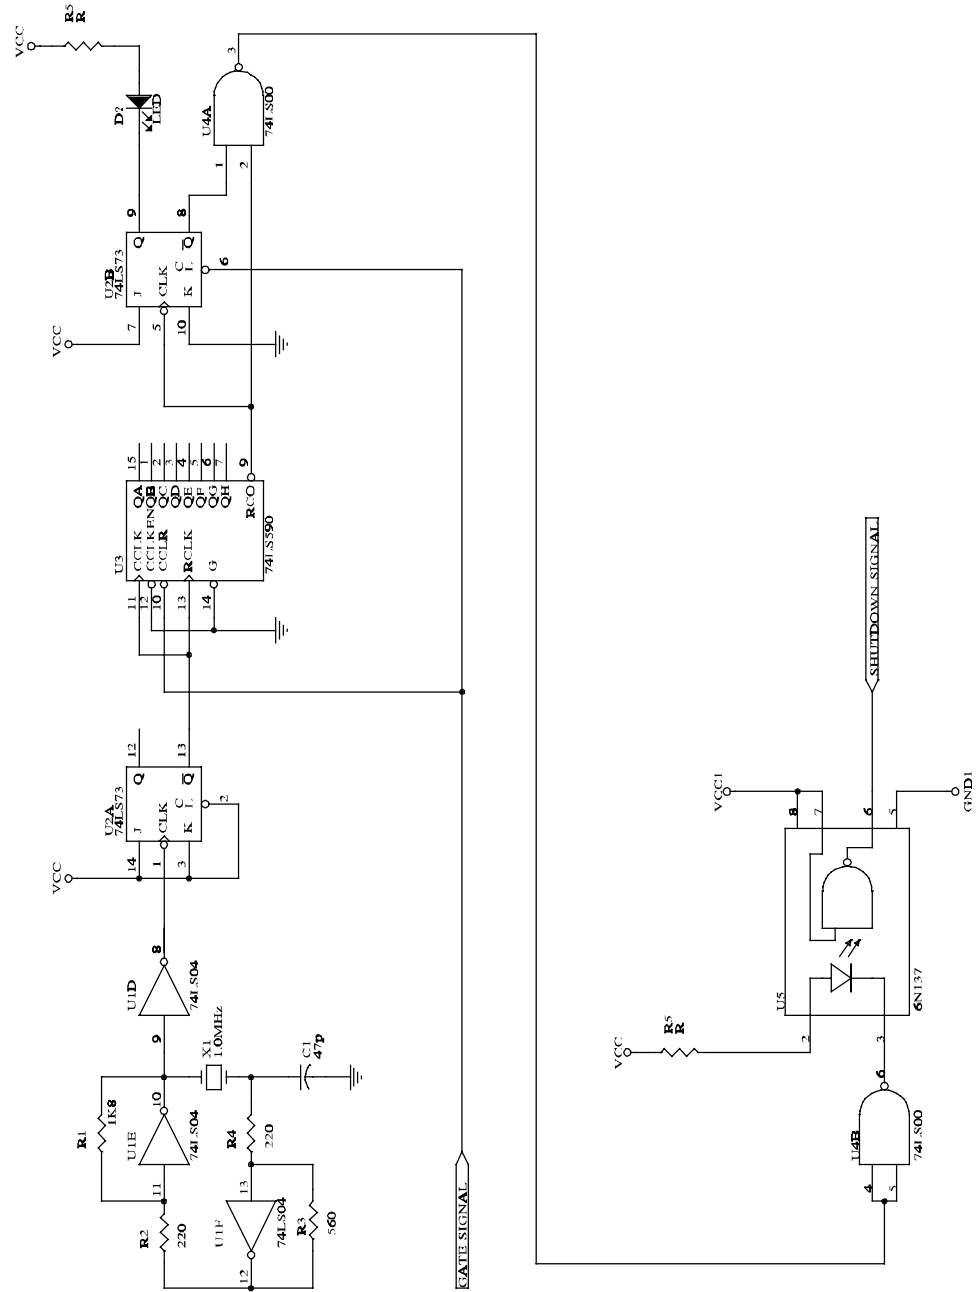 VCC
R5
R
D?
LED
9
8
Q
Q
U2B
74LS73
J
CLK
C
L
K
6
7
5
10
VCC
U4A
74LS00
1
2
3
U3
74LS590
CCLK
CCLKEN
CCLR
RCLK
G
QA
QB
QC
QD
QE
QF
QG
QH
RCO
15
1
2
3
4
5
6
7
9
11
12
10
13
14
U2A
74LS73
J
CLK
C
L
K
Q
Q
12
13
2
14
1
3
VCC
U1D
74LS04
8
9
X1
1.0MHz
C1
47p
R1
1K8
U1E
74LS04
10
11
R4
220
R2
220
U1F
74LS04
13
12
R3
560
GATE SIGNAL
SHUTDOWN SIGNAL
VCC1
GND1
8
7
6
5
U5
6N137
2
3
VCC
R5
R
6
U4B
74LS00
4
5